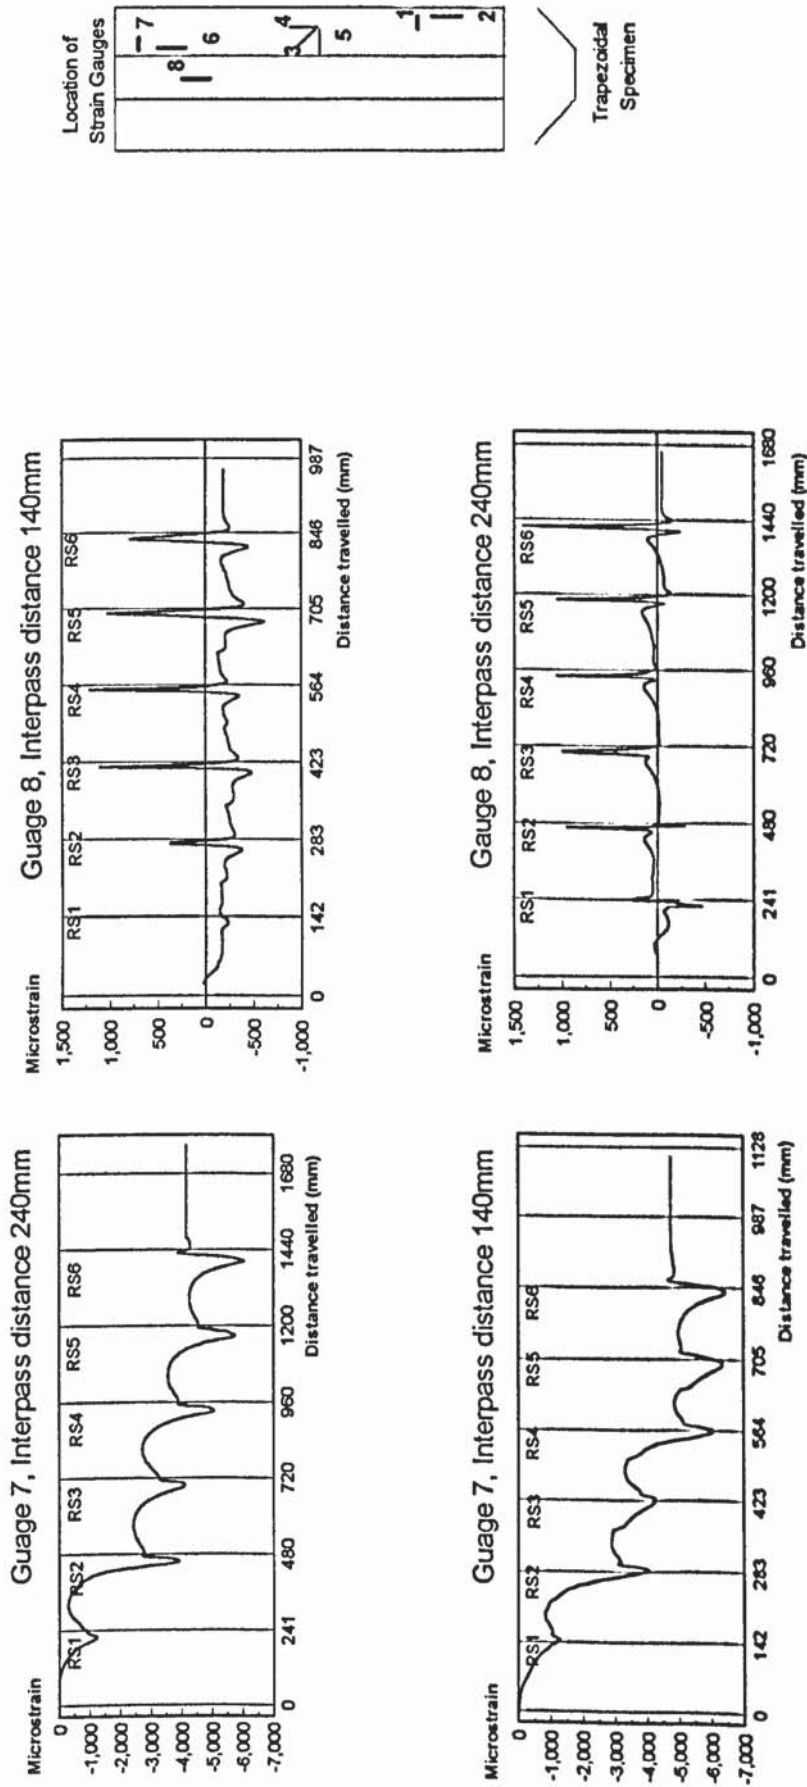 Guage 7, Interpass distance 240mm
Microstrain
0
-1,000
-2,000
-3,000
-4,000
-5,000
-6,000
-7,000
RS1
RS2
RS3
RS4
RS5
RS6
0
241
480
720
960
1200
1440
1680
Distance travelled (mm)
Guage 8, Interpass distance 140mm
Microstrain
1,500
1,000
500
0
-500
-1,000
RS1
RS2
RS3
RS4
RS5
RS6
0
142
283
423
564
705
846
987
Distance travelled (mm)
Location of
Strain Gauges
7
8
6
3
4
5
1
2
Trapezoidal
Specimen
Guage 7, Interpass distance 140mm
Microstrain
0
-1,000
-2,000
-3,000
-4,000
-5,000
-6,000
-7,000
RS1
RS2
RS3
RS4
RS5
RS6
0
142
283
423
564
705
846
987
1128
Distance travelled (mm)
Gauge 8, Interpass distance 240mm
Microstrain
1,500
1,000
500
0
-500
-1,000
RS1
RS2
RS3
RS4
RS5
RS6
0
241
480
720
960
1200
1440
1680
Distance travelled (mm)